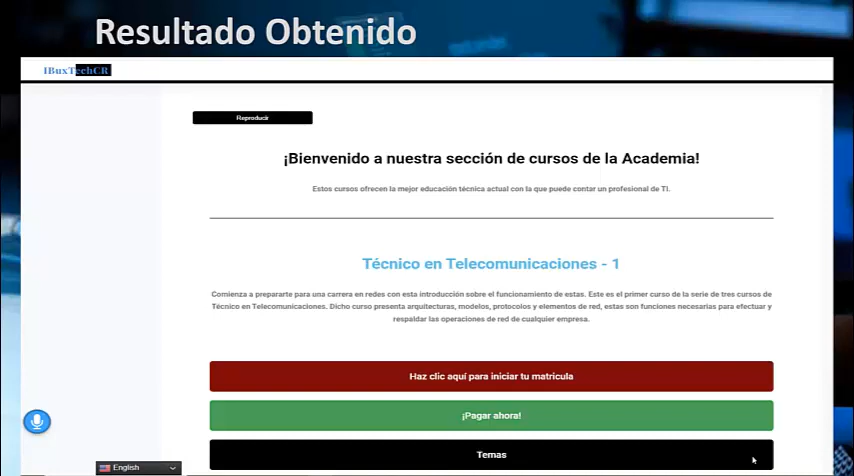 Resultado Obtenido
IBuxTechCR
Reproducir
¡Bienvenido a nuestra sección de cursos de la Academia!
Estos cursos ofrecen la mejor educación técnica actual con la que puede contar un profesional de TI.
Técnico en Telecomunicaciones - 1
Comienza a prepararte para una carrera en redes con esta introducción sobre el funcionamiento de estas. Este es el primer curso de la serie de tres cursos de
Técnico en Telecomunicaciones. Dicho curso presenta arquitecturas, modelos, protocolos y elementos de red, estas son funciones necesarias para efectuar y
respaldar las operaciones de red de cualquier empresa.
Haz clic aquí para iniciar tu matricula
¡Pagar ahora!
Temas
English